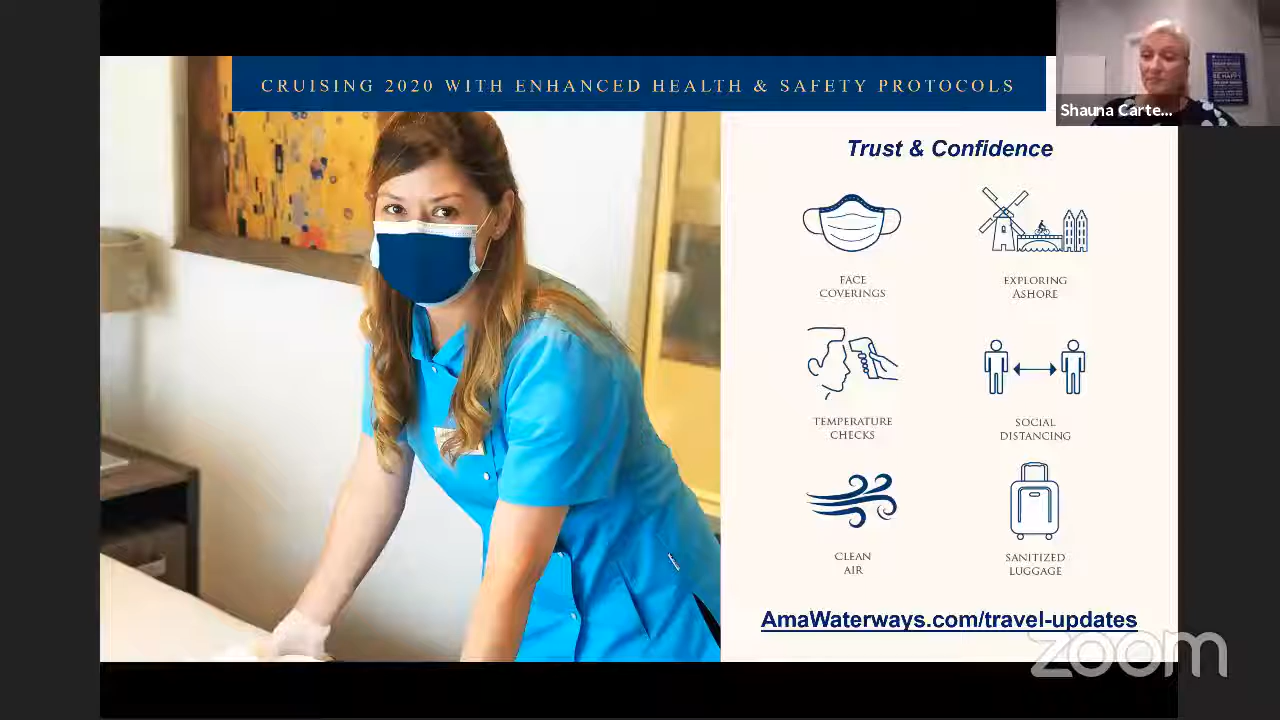 CRUISING 2020 WITH ENHANCED HEALTH & SAFETY PROTOCOLS
Shauna Carte...
Trust & Confidence
FACE
COVERINGS
EXPLORING
ASHORE
TEMPERATURE
CHECKS
SOCIAL
DISTANCING
CLEAN
AIR
SANITIZED
LUGGAGE
AmaWaterways.com/travel-updates
zoom